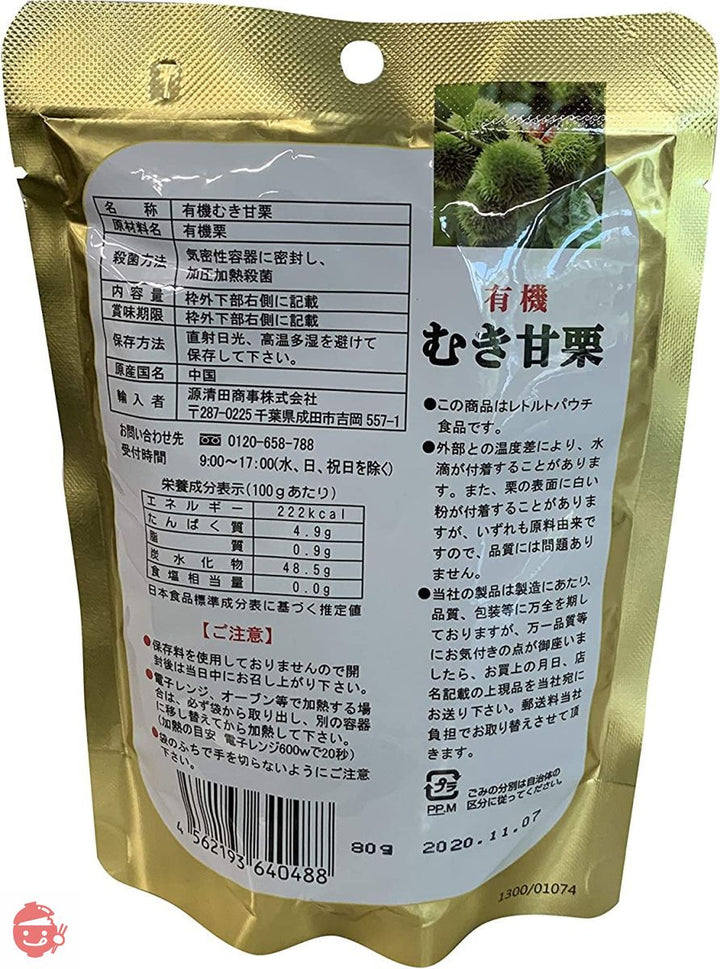 名称 有機むき甘栗
原材料名 有機栗
殺菌方法 気密性容器に密封し、
加圧加熱殺菌
内容量 枠外下部右側に記載
賞味期限 枠外下部右側に記載
保存方法 直射日光、高温多湿を避けて
保存して下さい。
原産国名 中国
輸入者 源清田商事株式会社
〒287-0225 千葉県成田市吉岡 557-1
お問い合わせ先 0120-658-788
受付時間 9:00～17:00(水、日、祝日を除く)
栄養成分表示(100gあたり)
エネルギー 222kcal
たんぱく質 4.9g
脂質 0.9g
炭水化物 48.5g
食塩相当量 0.0g
日本食品標準成分表に基づく推定値
【ご注意】
●保存料を使用しておりませんので開
封後は当日中にお召し上がり下さい。
●電子レンジ、オーブン等で加熱する場
合は、必ず袋から取り出し、別の容器
に移し替えてから加熱して下さい。
(加熱の目安 電子レンジ600wで20秒)
●袋のふちで手を切らないようにご注意
下さい。
4 562193 640488
有機
むき甘栗
●この商品はレトルトパウチ
食品です。
●外部との温度差により、水
滴が付着することがありま
す。また、栗の表面に白い
粉が付着することがありま
すが、いずれも原料由来で
すので、品質には問題あり
ません。
●当社の製品は製造にあたり、
品質、包装等に万全を期し
ておりますが、万一品質等
にお気付きの点が御座いま
したら、お買上の月日、店
名記載の上現品を当社宛に
お送り下さい。郵送料当社
負担でお取り替えさせて頂
きます。
プラ
PP.M
ごみの分別は自治体の
区分に従ってください。
80g 2020.11.07
1300/01074